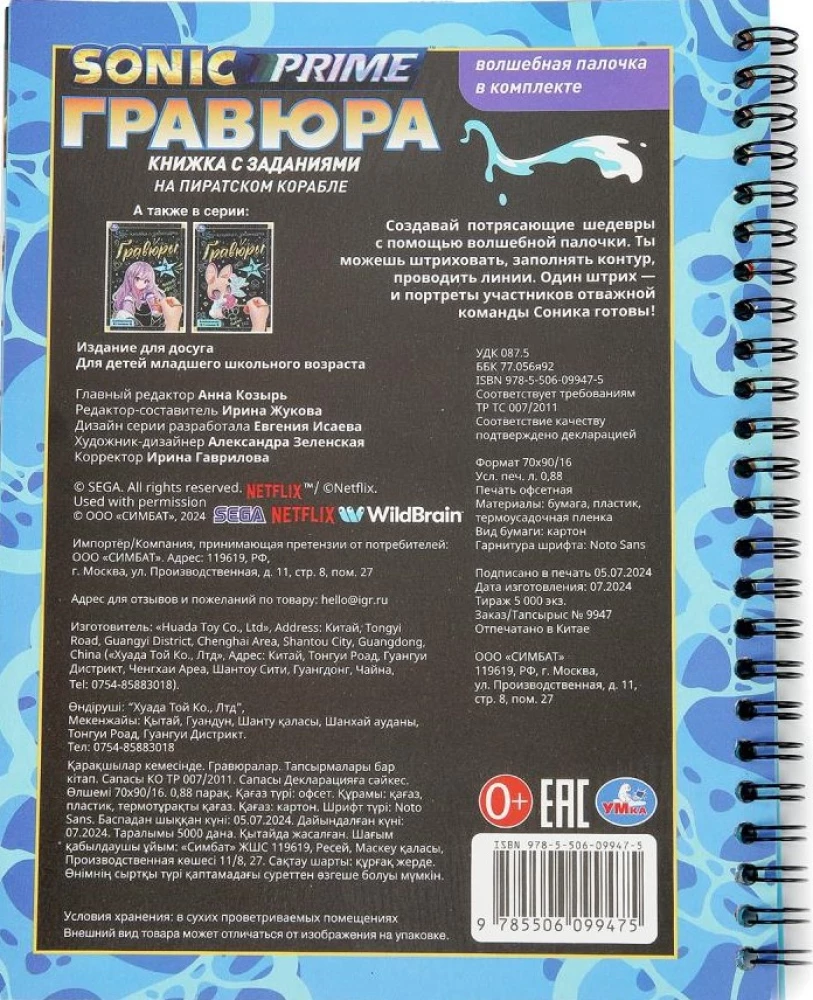 SONIC PRIME
волшебная палочка
в комплекте
ГРАВЮРА
КНИЖКА С ЗАДАНИЯМИ
НА ПИРАТСКОМ КОРАБЛЕ
А также в серии:
Гравюры
Гравюры
Создавай потрясающие шедевры
с помощью волшебной палочки. Ты
можешь штриховать, заполнять контур,
проводить линии. Один штрих —
и портреты участников отважной
команды Соника готовы!
Издание для досуга
Для детей младшего школьного возраста
Главный редактор Анна Козырь
Редактор-составитель Ирина Жукова
Дизайн серии разработала Евгения Исаева
Художник-дизайнер Александра Зеленская
Корректор Ирина Гаврилова
© SEGA. All rights reserved. NETFLIX™/ ©Netflix.
Used with permission
© ООО «СИМБАТ», 2024 SEGA NETFLIX WildBrain
Импортёр/Компания, принимающая претензии от потребителей:
ООО «СИМБАТ». Адрес: 119619, РФ,
г. Москва, ул. Производственная, д. 11, стр. 8, пом. 27
Адрес для отзывов и пожеланий по товару: hello@igr.ru
Изготовитель: «Huada Toy Co., Ltd», Address: Китай, Tongyi
Road, Guangyi District, Chenghai Area, Shantou City, Guangdong,
China («Хуада Той Ко., Лтд», Адрес: Китай, Тонгуи Роад, Гуангуи
Дистрикт, Ченгхаи Ареа, Шантоу Сити, Гуангдонг, Чайна,
Tel: 0754-85883018).
Өндіруші: "Хуада Той Ко., Лтд",
Мекенжайы: Қытай, Гуандун, Шанту қаласы, Шанхай ауданы,
Тонгуи Роад, Гуангуи Дистрикт.
Тел: 0754-85883018
Қарақшылар кемесінде. Гравюралар. Тапсырмалары бар
кітап. Сапасы КО ТР 007/2011. Сапасы Декларацияға сәйкес.
Өлшемі 70х90/16. 0,88 парақ. Қағаз түрі: офсет. Құрамы: қағаз,
пластик, термотұрақты қағаз. Қағаз: картон. Шрифт түрі: Noto
Sans. Баспадан шыққан күні: 05.07.2024. Дайындалған күні:
07.2024. Таралымы 5000 дана. Қытайда жасалған. Шағым
қабылдаушы ұйым: «Симбат» ЖШС 119619, Ресей, Маскеу қаласы,
Производственная көшесі 11/8, 27. Сақтау шарты: құрғақ жерде.
Өнімнің сыртқы түрі қаптамадағы суреттен өзгеше болуы мүмкін.
Условия хранения: в сухих проветриваемых помещениях
Внешний вид товара может отличаться от изображения на упаковке.
УДК 087.5
ББК 77.056я92
ISBN 978-5-506-09947-5
Соответствует требованиям
ТР ТС 007/2011
Соответствие качеству
подтверждено декларацией
Формат 70х90/16
Усл. печ. л. 0,88
Печать офсетная
Материалы: бумага, пластик,
термоусадочная пленка
Вид бумаги: картон
Гарнитура шрифта: Noto Sans
Подписано в печать 05.07.2024
Дата изготовления: 07.2024
Тираж 5 000 экз.
Заказ/Тапсырыс № 9947
Отпечатано в Китае
ООО «СИМБАТ»
119619, РФ, г. Москва,
ул. Производственная, д. 11,
стр. 8, пом. 27
0+ EAC УМКА
ISBN 978-5-506-09947-5
9 785506 099475